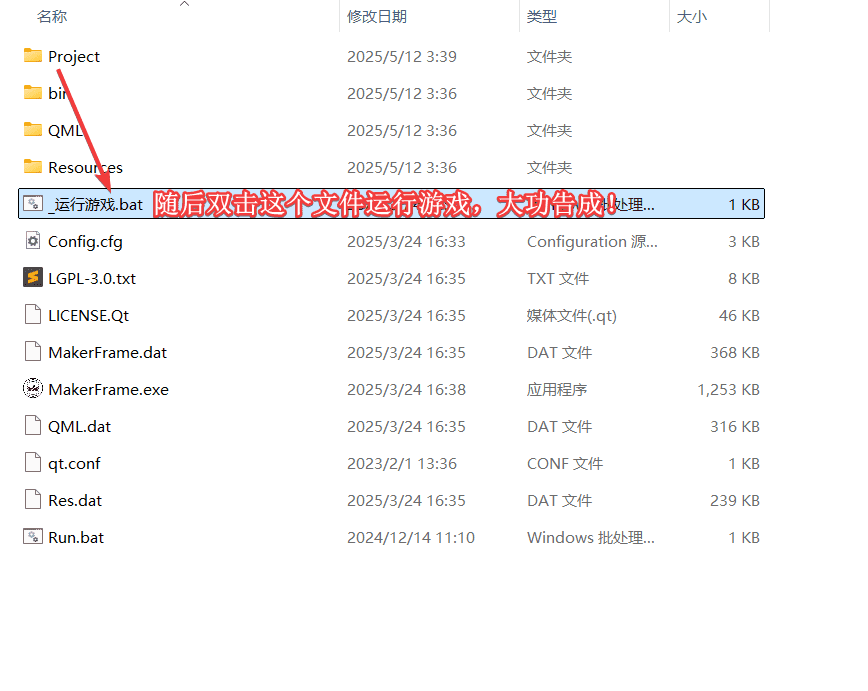 名称 修改日期 类型 大小
Project 2025/5/12 3:39 文件夹
bin 2025/5/12 3:36 文件夹
QML 2025/5/12 3:36 文件夹
Resources 2025/5/12 3:36 文件夹
_运行游戏.bat 随后双击这个文件运行游戏，大功告成！ 批处理... 1 KB
Config.cfg 2025/3/24 16:33 Configuration 源... 3 KB
LGPL-3.0.txt 2025/3/24 16:35 TXT 文件 8 KB
LICENSE.Qt 2025/3/24 16:35 媒体文件(.qt) 46 KB
MakerFrame.dat 2025/3/24 16:35 DAT 文件 368 KB
MakerFrame.exe 2025/3/24 16:38 应用程序 1,253 KB
QML.dat 2025/3/24 16:35 DAT 文件 316 KB
qt.conf 2023/2/1 13:36 CONF 文件 1 KB
Res.dat 2025/3/24 16:35 DAT 文件 239 KB
Run.bat 2024/12/14 11:10 Windows 批处理... 1 KB